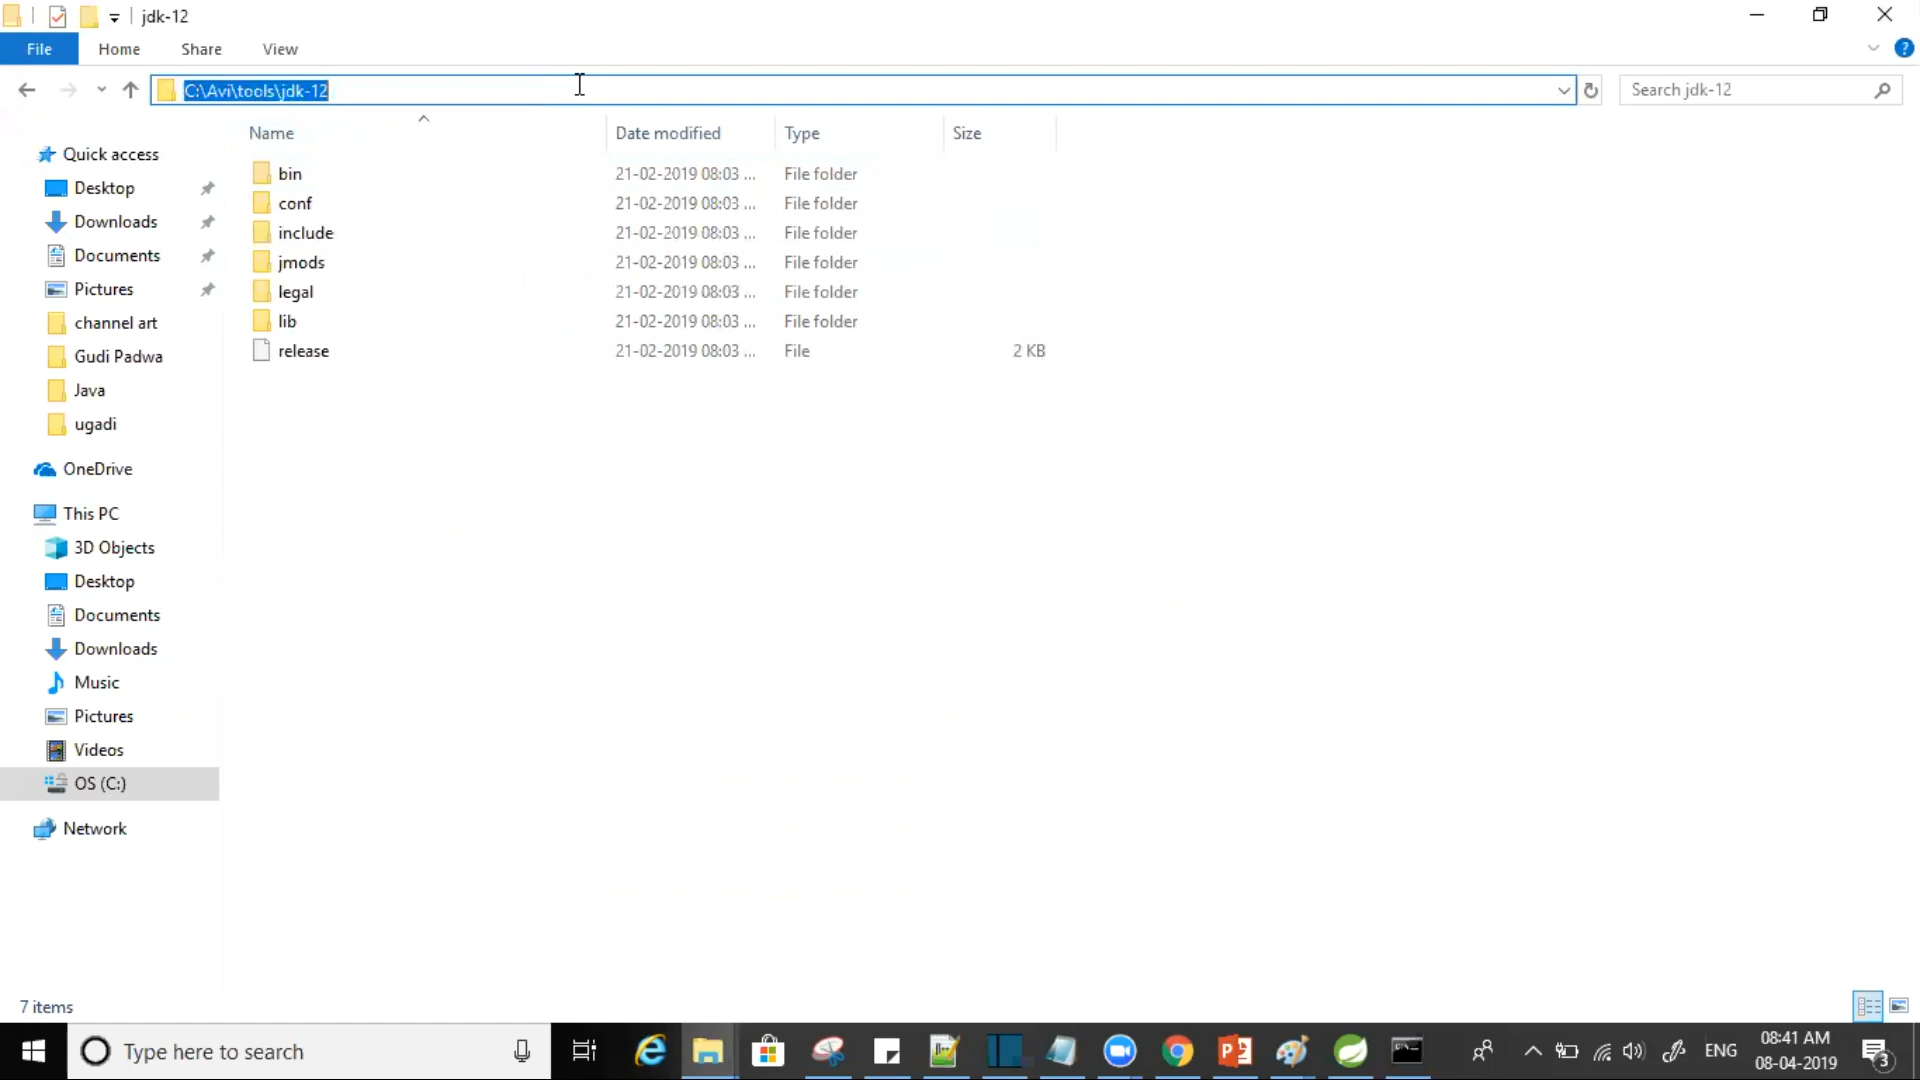 jdk-12
File Home Share View
C:\Avi\tools\jdk-12 Search jdk-12
Name Date modified Type Size
Quick access
Desktop
Downloads
Documents
Pictures
channel art
Gudi Padwa
Java
ugadi
OneDrive
This PC
3D Objects
Desktop
Documents
Downloads
Music
Pictures
Videos
OS (C:)
Network
bin 21-02-2019 08:03 ... File folder
conf 21-02-2019 08:03 ... File folder
include 21-02-2019 08:03 ... File folder
jmods 21-02-2019 08:03 ... File folder
legal 21-02-2019 08:03 ... File folder
lib 21-02-2019 08:03 ... File folder
release 21-02-2019 08:03 ... File 2 KB
7 items
Type here to search
ENG
08:41 AM
08-04-2019
3